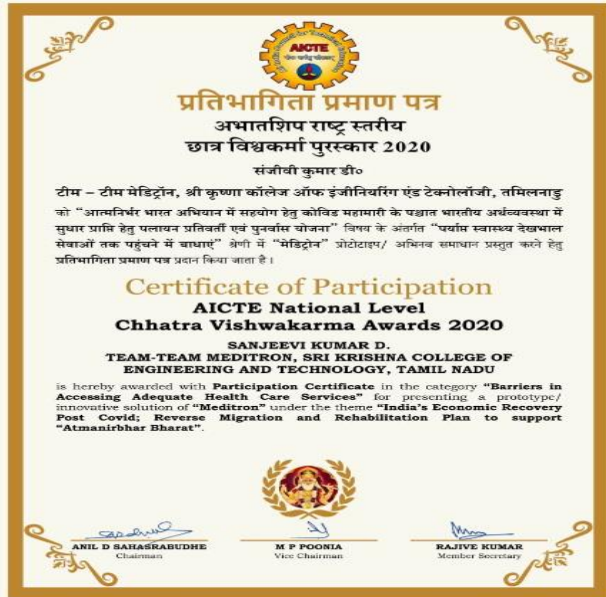 AICTE
प्रतिभागिता प्रमाण पत्र
अभातशिप राष्ट्र स्तरीय
छात्र विश्वकर्मा पुरस्कार 2020
संजीवी कुमार डी०
टीम – टीम मेडिट्रॉन, श्री कृष्णा कॉलेज ऑफ इंजीनियरिंग एंड टेक्नोलॉजी, तमिलनाडु
को “आत्मनिर्भर भारत अभियान में सहयोग हेतु कोविड महामारी के पश्चात भारतीय अर्थव्यवस्था में
सुधार प्राप्ति हेतु पलायन प्रतिवर्ती एवं पुनर्वास योजना” विषय के अंतर्गत “पर्याप्त स्वास्थ्य देखभाल
सेवाओं तक पहुंचने में बाधाएं” श्रेणी में “मेडिट्रोन” प्रोटोटाइप/ अभिनव समाधान प्रस्तुत करने हेतु
प्रतिभागिता प्रमाण पत्र प्रदान किया जाता है।
Certificate of Participation
AICTE National Level
Chhatra Vishwakarma Awards 2020
SANJEEVI KUMAR D.
TEAM-TEAM MEDITRON, SRI KRISHNA COLLEGE OF
ENGINEERING AND TECHNOLOGY, TAMIL NADU
is hereby awarded with Participation Certificate in the category “Barriers in
Accessing Adequate Health Care Services” for presenting a prototype/
innovative solution of “Meditron” under the theme “India's Economic Recovery
Post Covid; Reverse Migration and Rehabilitation Plan to support
“Atmanirbhar Bharat”.
ANIL D SAHASRABUDHE
Chairman
M P POONIA
Vice Chairman
RAJIVE KUMAR
Member Secretary